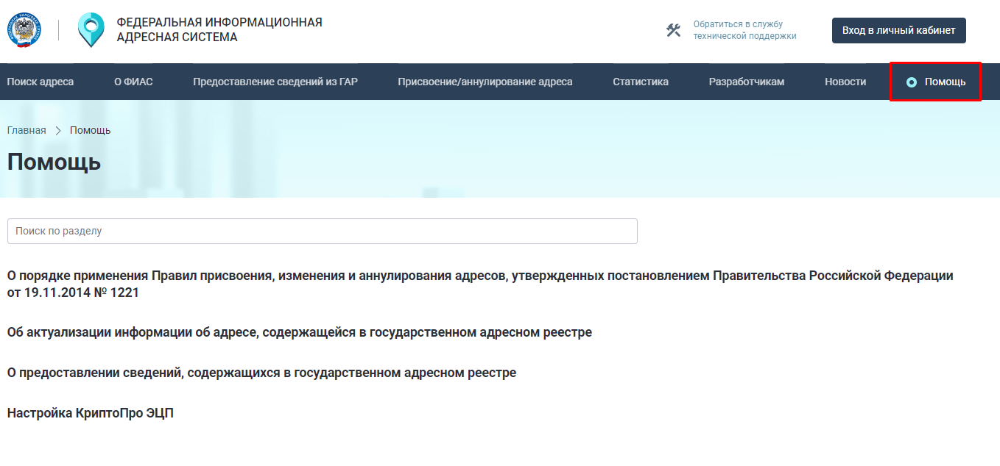 ФЕДЕРАЛЬНАЯ ИНФОРМАЦИОННАЯ
АДРЕСНАЯ СИСТЕМА
Обратиться в службу
технической поддержки
Вход в личный кабинет
Поиск адреса
О ФИАС
Предоставление сведений из ГАР
Присвоение/аннулирование адреса
Статистика
Разработчикам
Новости
Помощь
Главная
Помощь
Помощь
Поиск по разделу
О порядке применения Правил присвоения, изменения и аннулирования адресов, утвержденных постановлением Правительства Российской Федерации
от 19.11.2014 № 1221
Об актуализации информации об адресе, содержащейся в государственном адресном реестре
О предоставлении сведений, содержащихся в государственном адресном реестре
Настройка КриптоПро ЭЦП